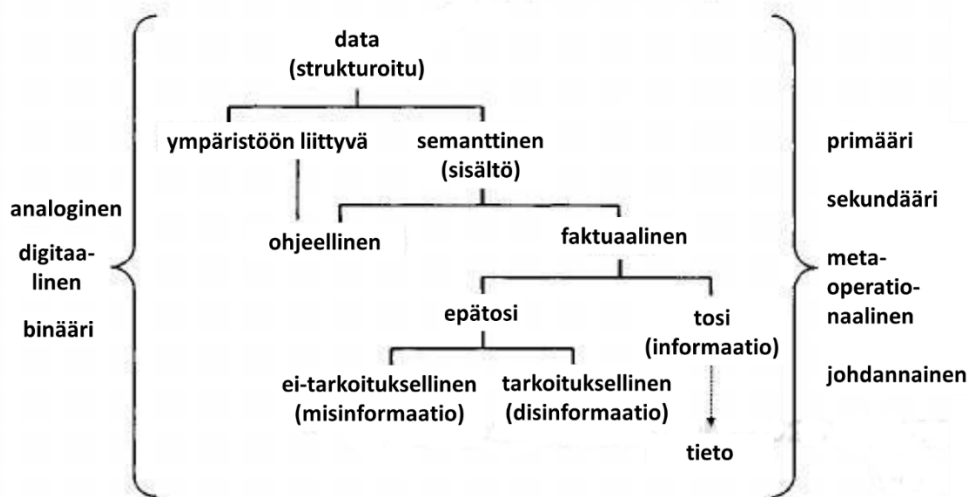 data
(strukturoitu)
ympäristöön liittyvä
semanttinen
(sisältö)
ohjeellinen
faktuaalinen
epätosi
tosi
(informaatio)
ei-tarkoituksellinen
(misinformaatio)
tarkoituksellinen
(disinformaatio)
tieto
analoginen
digitaa-
linen
binääri
primääri
sekundääri
meta-
operatio-
naalinen
johdannainen